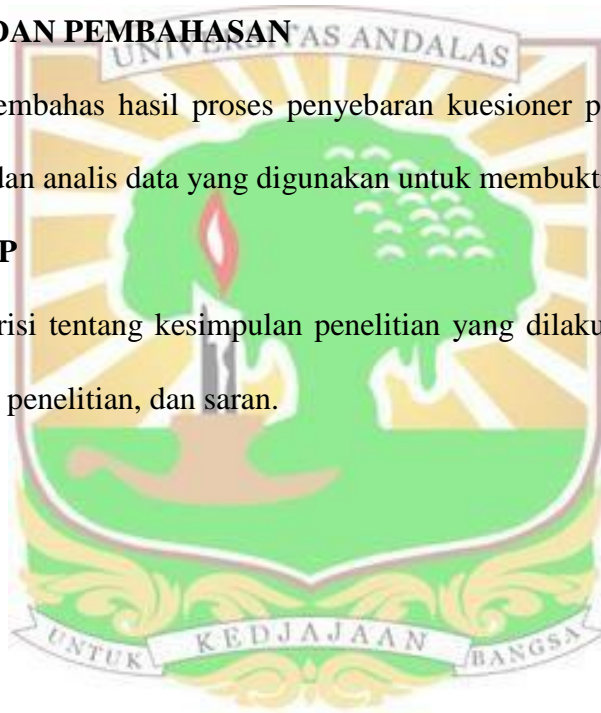 DAN PEMBAHASAN
UNIVERSITAS ANDALAS
embahas hasil proses penyebaran kuesioner p
dan analis data yang digunakan untuk membukt
P
risi tentang kesimpulan penelitian yang dilaku
penelitian, dan saran.
UNTUK KEDJAJAAN BANGSA